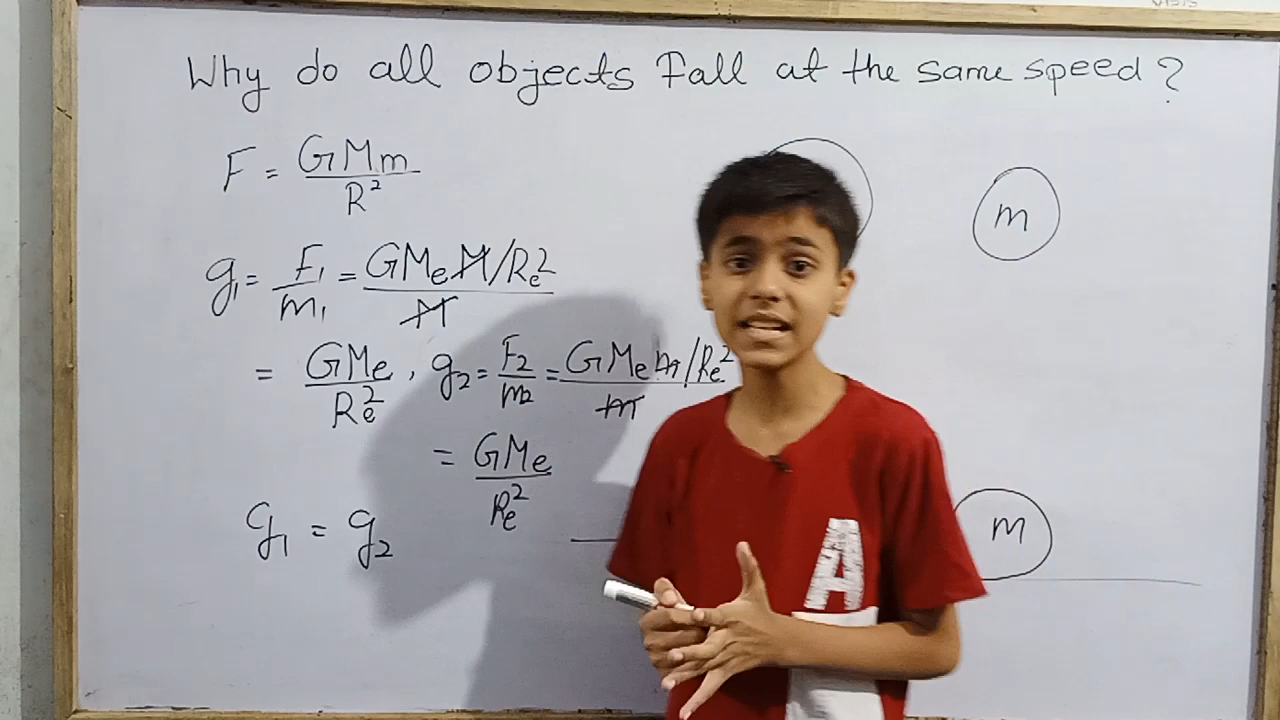 Why do all objects Fall at the same speed?
F = GMm/R²
m
g₁ = F₁/m₁ = GMeM/Re²/M
= GMe/Re², g₂ = F₂/m₂ = GMem/Re²/m
= GMe/Re²
g₁ = g₂
m
A